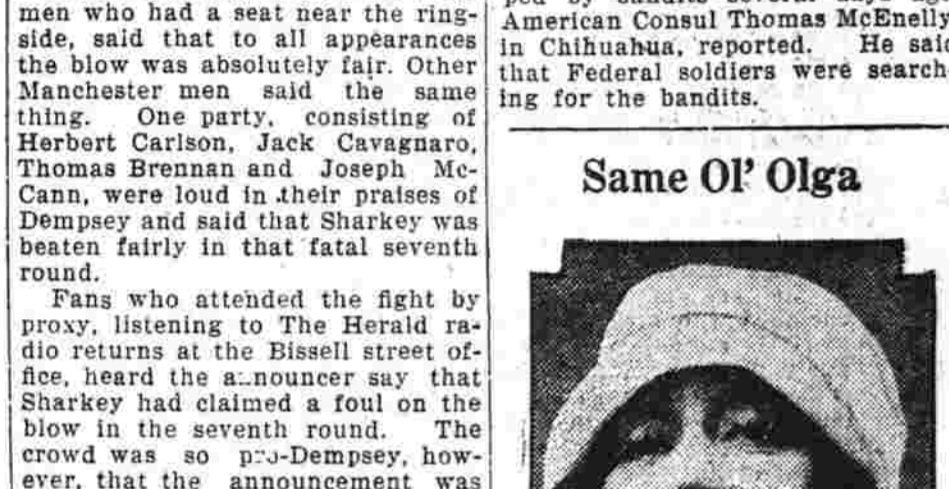 men who had a seat near the ring-
side, said that to all appearances
the blow was absolutely fair. Other
Manchester men said the same
thing. One party, consisting of
Herbert Carlson, Jack Cavagnaro,
Thomas Brennan and Joseph Mc-
Cann, were loud in their praises of
Dempsey and said that Sharkey was
beaten fairly in that fatal seventh
round.
Fans who attended the fight by
proxy, listening to The Herald ra-
dio returns at the Bissell street of-
fice, heard the announcer say that
Sharkey had claimed a foul on the
blow in the seventh round. The
crowd was so pro-Dempsey, how-
ever, that the announcement was
ped by bandits several days
American Consul Thomas McEnelly
in Chihuahua, reported. He said
that Federal soldiers were search-
ing for the bandits.
Same Ol' Olga